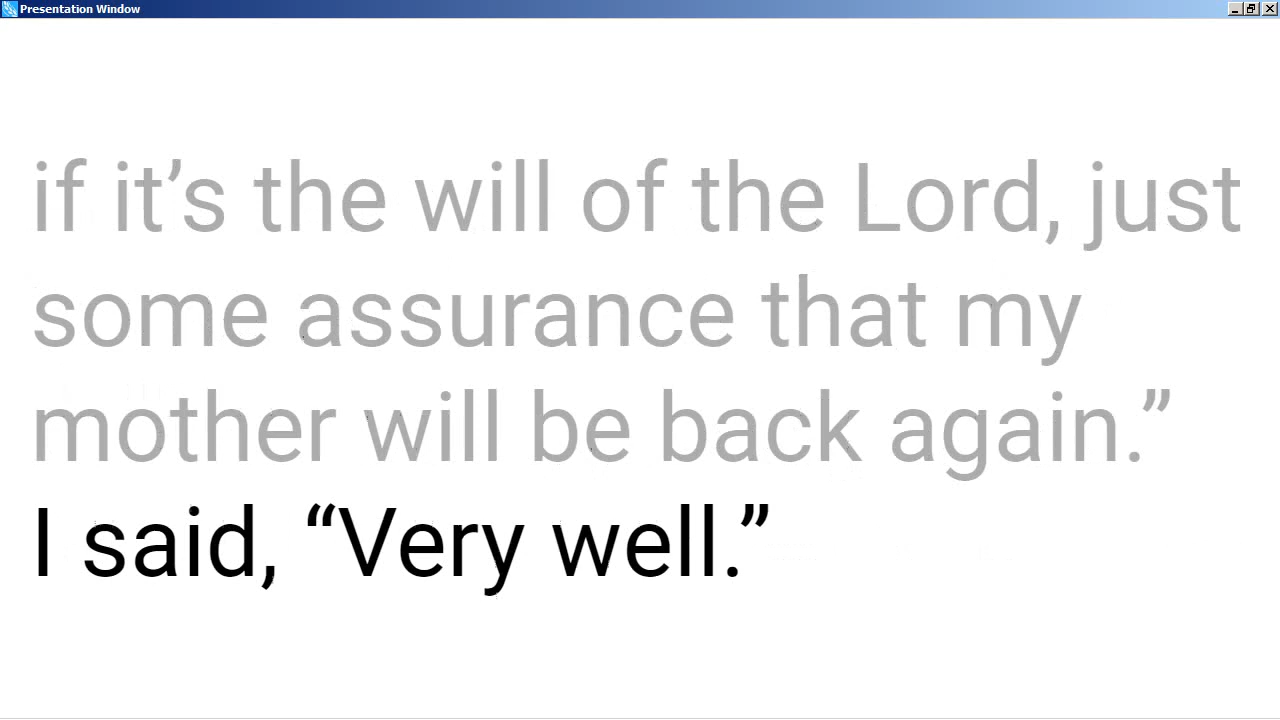 Presentation Window
if it’s the will of the Lord, just
some assurance that my
mother will be back again.”
I said, “Very well.”